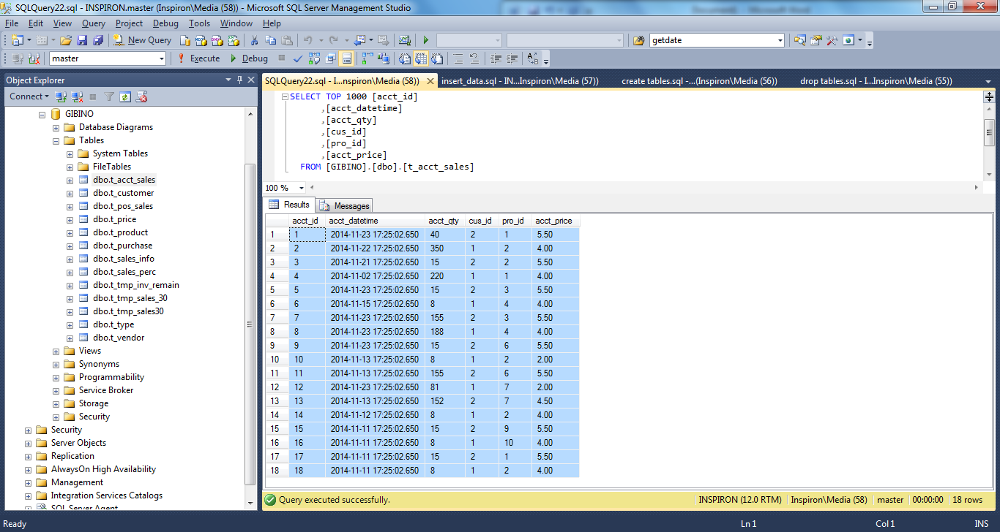 SQLQuery22.sql - INSPIRON.master (Inspiron\Media (58)) - Microsoft SQL Server Management Studio
File Edit View Query Project Debug Tools Window Help
New Query getdate
master Execute Debug
Object Explorer
Connect
GIBINO
Database Diagrams
Tables
System Tables
FileTables
dbo.t_acct_sales
dbo.t_customer
dbo.t_pos_sales
dbo.t_price
dbo.t_product
dbo.t_purchase
dbo.t_sales_info
dbo.t_sales_perc
dbo.t_tmp_inv_remain
dbo.t_tmp_sales_30
dbo.t_tmp_sales30
dbo.t_type
dbo.t_vendor
Views
Synonyms
Programmability
Service Broker
Storage
Security
Security
Server Objects
Replication
AlwaysOn High Availability
Management
Integration Services Catalogs
SQL Server Agent
SQLQuery22.sql - I...nspiron\Media (58)) insert_data.sql - IN...Inspiron\Media (57)) create tables.sql -...(Inspiron\Media (56)) drop tables.sql - I...Inspiron\Media (55))
SELECT TOP 1000 [acct_id]
,[acct_datetime]
,[acct_qty]
,[cus_id]
,[pro_id]
,[acct_price]
FROM [GIBINO].[dbo].[t_acct_sales]
100 %
Results Messages
acct_id acct_datetime acct_qty cus_id pro_id acct_price
1 1 2014-11-23 17:25:02.650 40 2 1 5.50
2 2 2014-11-22 17:25:02.650 350 1 2 4.00
3 3 2014-11-21 17:25:02.650 15 2 2 5.50
4 4 2014-11-02 17:25:02.650 220 1 1 4.00
5 5 2014-11-23 17:25:02.650 15 2 3 5.50
6 6 2014-11-15 17:25:02.650 8 1 4 4.00
7 7 2014-11-23 17:25:02.650 155 2 3 5.50
8 8 2014-11-23 17:25:02.650 188 1 4 4.00
9 9 2014-11-23 17:25:02.650 15 2 6 5.50
10 10 2014-11-13 17:25:02.650 8 1 2 2.00
11 11 2014-11-13 17:25:02.650 155 2 6 5.50
12 12 2014-11-23 17:25:02.650 81 1 7 2.00
13 13 2014-11-13 17:25:02.650 152 2 7 4.50
14 14 2014-11-12 17:25:02.650 8 1 2 4.00
15 15 2014-11-11 17:25:02.650 15 2 9 5.50
16 16 2014-11-11 17:25:02.650 8 1 10 4.00
17 17 2014-11-11 17:25:02.650 15 2 1 5.50
18 18 2014-11-11 17:25:02.650 8 1 2 4.00
Query executed successfully. INSPIRON (12.0 RTM) Inspiron\Media (58) master 00:00:00 18 rows
Ready Ln 1 Col 1 INS